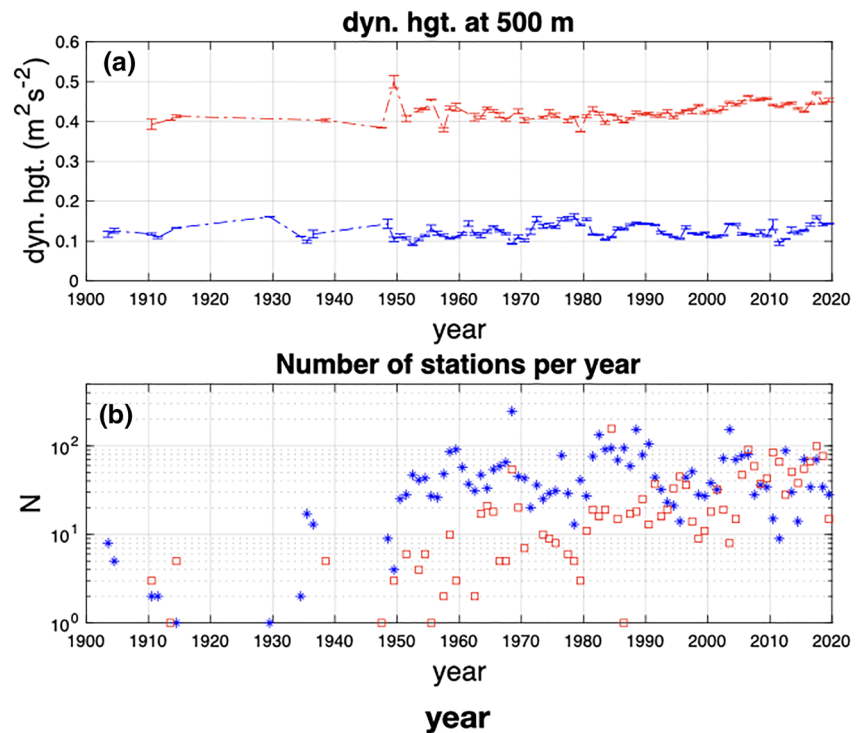 dyn. hgt. at 500 m
(a)
dyn. hgt. (m² s⁻²)
0.6
0.5
0.4
0.3
0.2
0.1
0
1900 1910 1920 1930 1940 1950 1960 1970 1980 1990 2000 2010 2020
year
Number of stations per year
(b)
N
10²
10¹
10⁰
1900 1910 1920 1930 1940 1950 1960 1970 1980 1990 2000 2010 2020
year
year